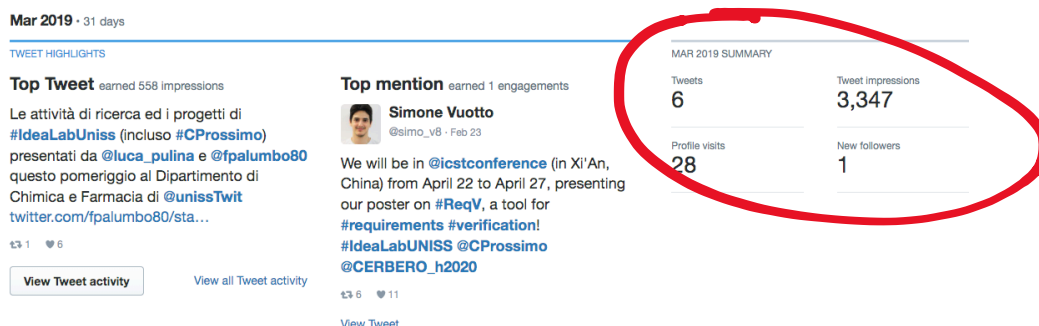 Mar 2019 · 31 days
TWEET HIGHLIGHTS
Top Tweet earned 558 impressions
Le attività di ricerca ed i progetti di
#IdeaLabUniss (incluso #CProssimo)
presentati da @luca_pulina e @fpalumbo80
questo pomeriggio al Dipartimento di
Chimica e Farmacia di @unissTwit
twitter.com/fpalumbo80/sta…
1 6
View Tweet activity
View all Tweet activity
Top mention earned 1 engagements
Simone Vuotto
@simo_v8 · Feb 23
We will be in @icstconference (in Xi'An,
China) from April 22 to April 27, presenting
our poster on #ReqV, a tool for
#requirements #verification!
#IdeaLabUNISS @CProssimo
@CERBERO_h2020
6 11
View Tweet
MAR 2019 SUMMARY
Tweets
6
Tweet impressions
3,347
Profile visits
28
New followers
1